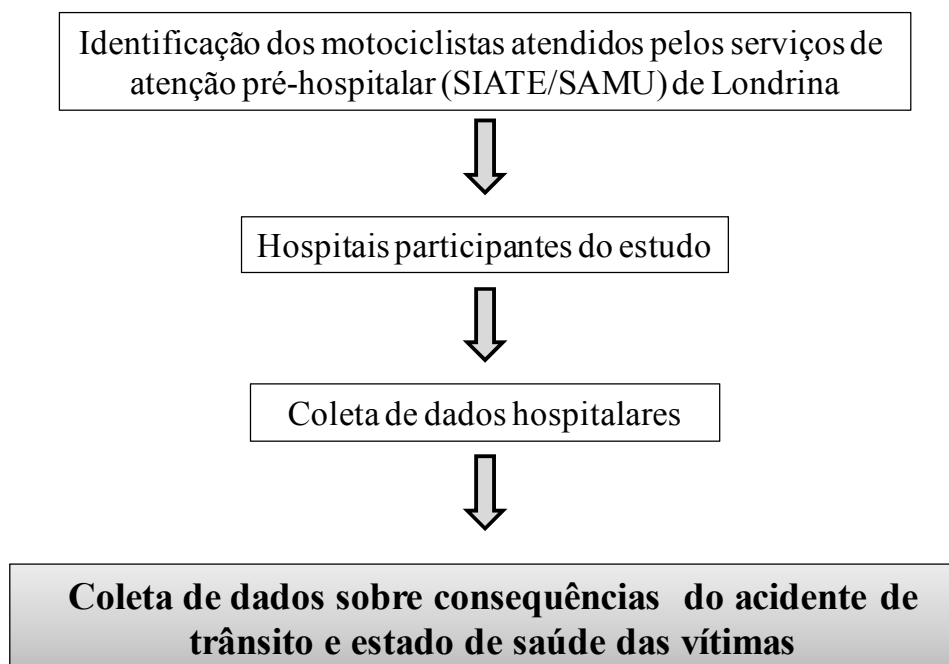 Identificação dos motociclistas atendidos pelos serviços de
atenção pré-hospitalar (SIATE/SAMU) de Londrina
Hospitais participantes do estudo
Coleta de dados hospitalares
Coleta de dados sobre consequências do acidente de
trânsito e estado de saúde das vítimas